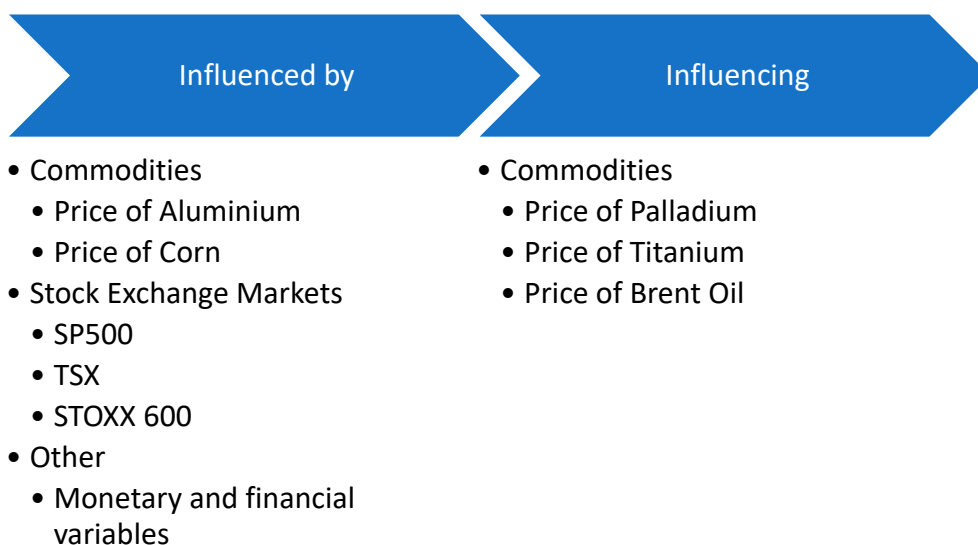 Influenced by
• Commodities
• Price of Aluminium
• Price of Corn
• Stock Exchange Markets
• SP500
• TSX
• STOXX 600
• Other
• Monetary and financial
variables
Influencing
• Commodities
• Price of Palladium
• Price of Titanium
• Price of Brent Oil